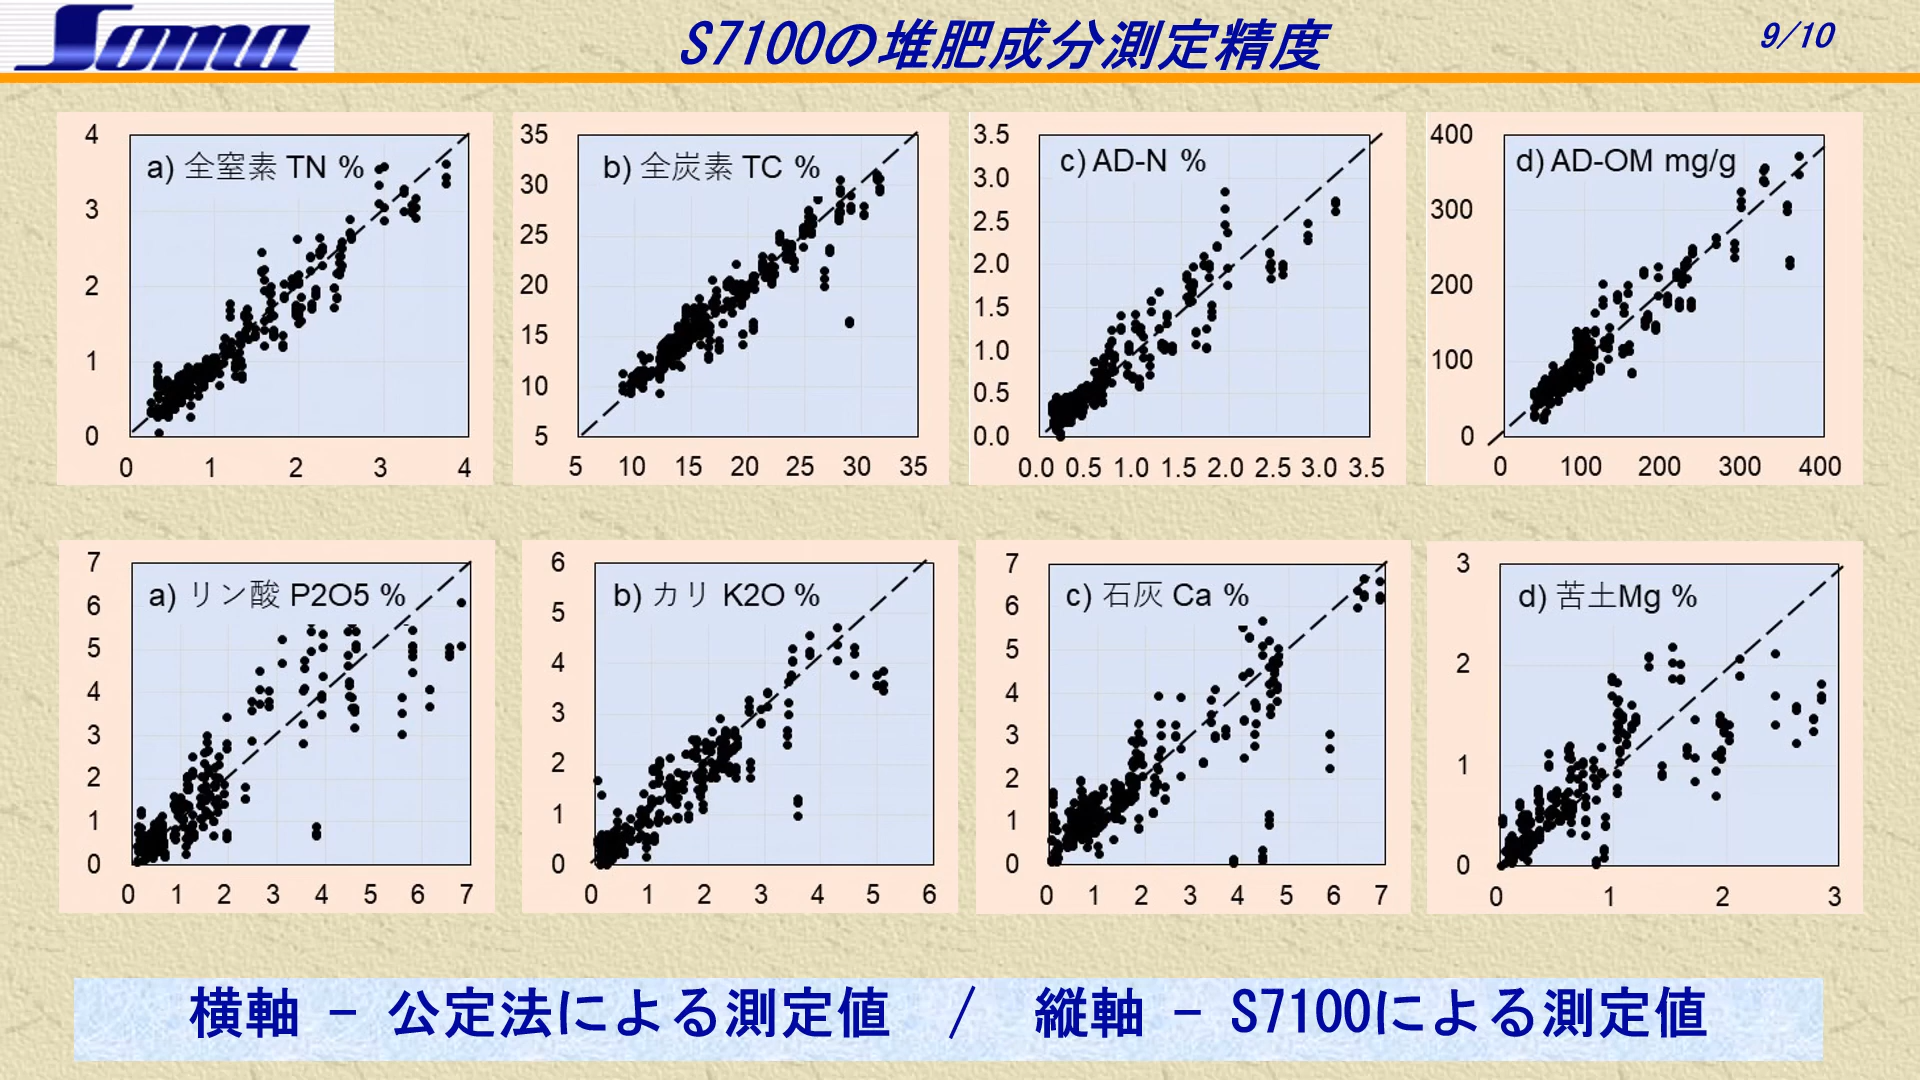 Soma
S7100の堆肥成分測定精度
9/10
a) 全窒素 TN %
4
3
2
1
0
0 1 2 3 4
b) 全炭素 TC %
35
30
25
20
15
10
5
5 10 15 20 25 30 35
c) AD-N %
3.5
3.0
2.5
2.0
1.5
1.0
0.5
0.0
0.0 0.5 1.0 1.5 2.0 2.5 3.0 3.5
d) AD-OM mg/g
400
300
200
100
0
0 100 200 300 400
a) リン酸 P2O5 %
7
6
5
4
3
2
1
0
0 1 2 3 4 5 6 7
b) カリ K2O %
6
5
4
3
2
1
0
0 1 2 3 4 5 6
c) 石灰 Ca %
7
6
5
4
3
2
1
0
0 1 2 3 4 5 6 7
d) 苦土Mg %
3
2
1
0
0 1 2 3
横軸 － 公定法による測定値 / 縦軸 － S7100による測定値